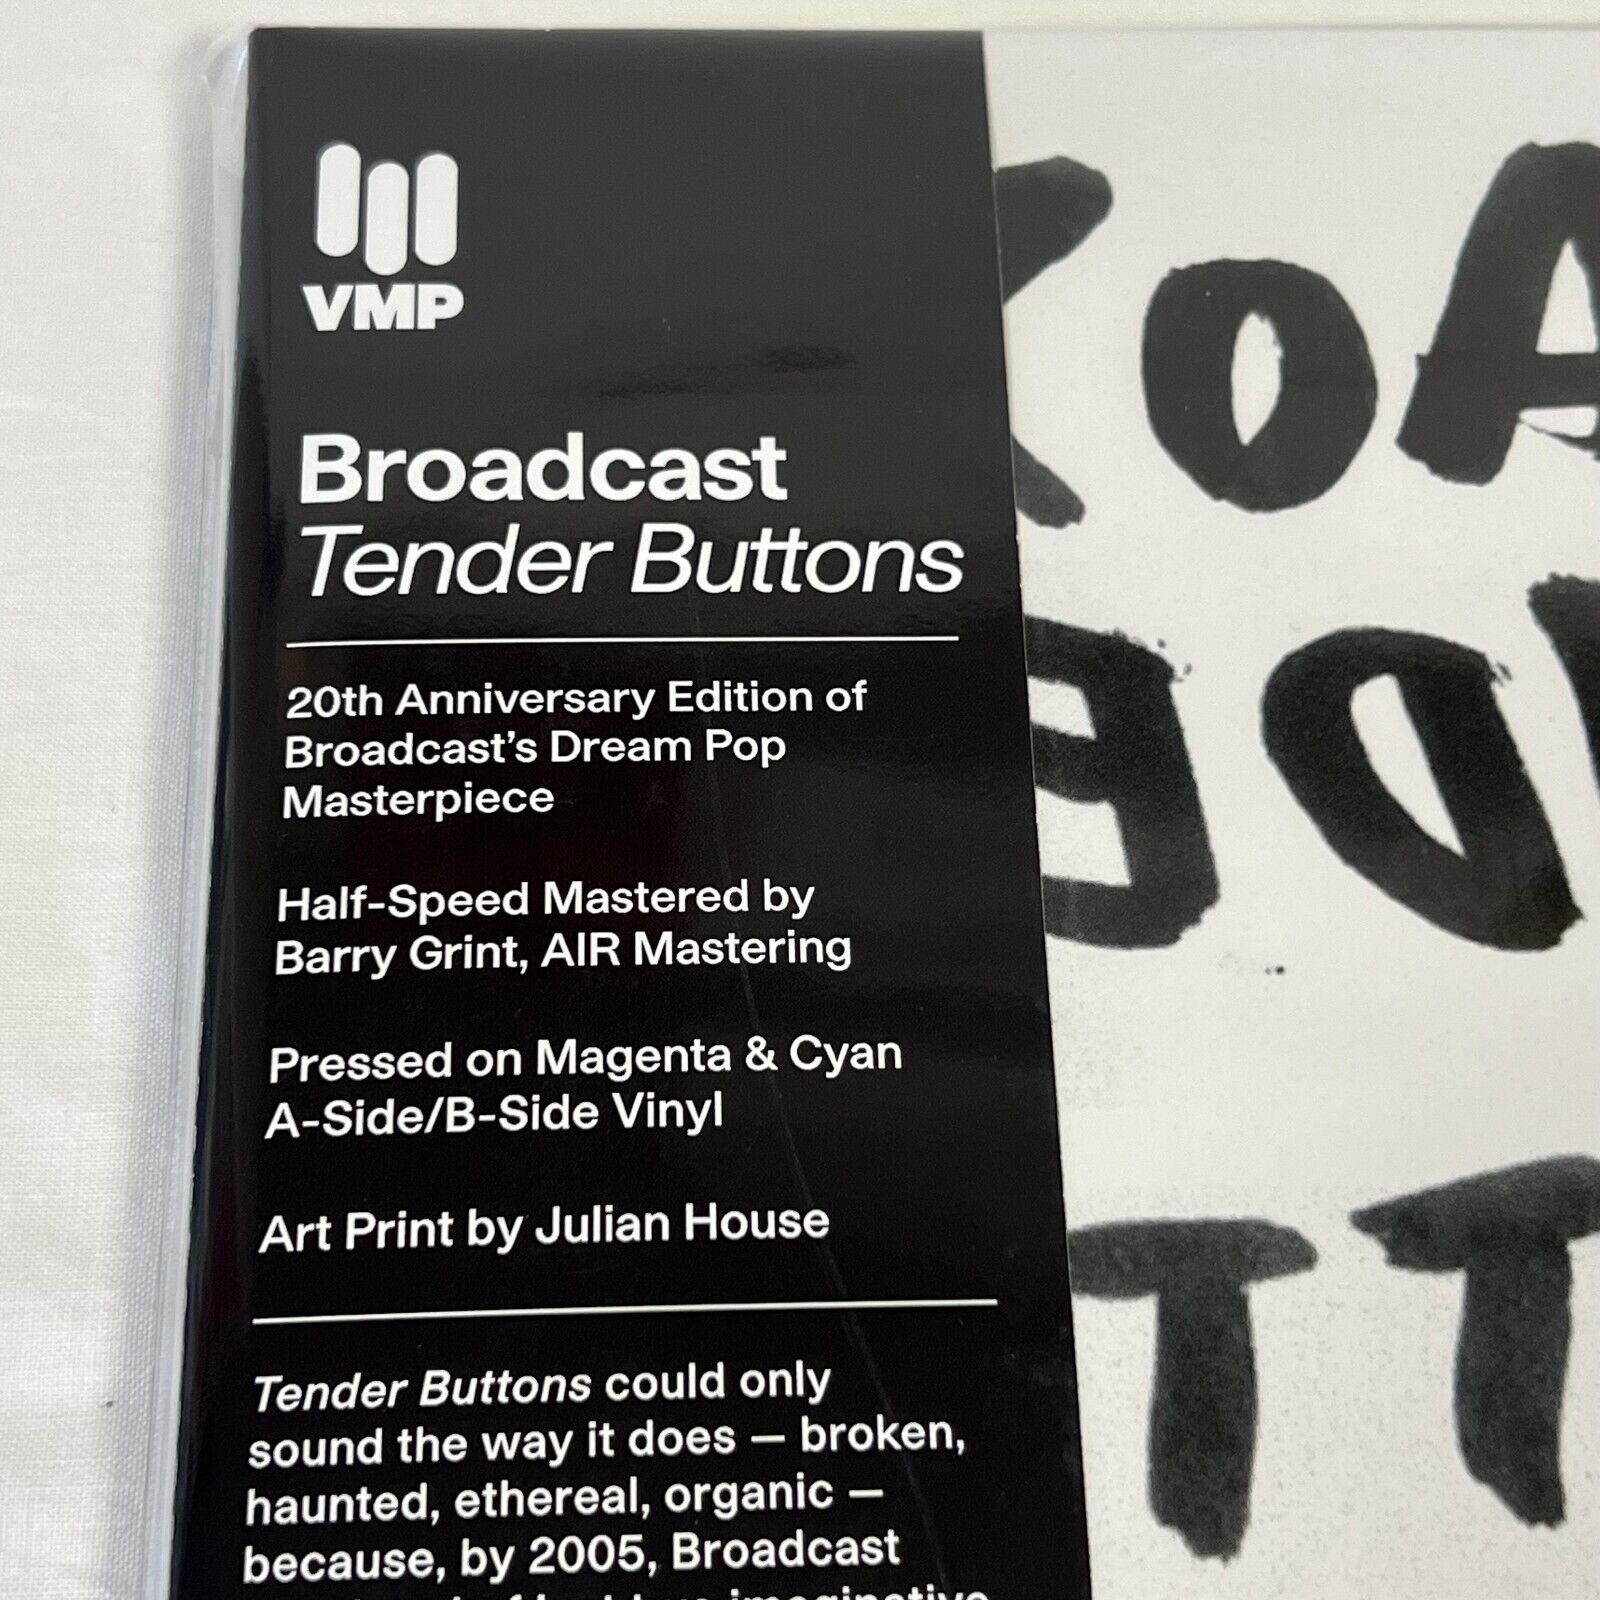 VMP
Broadcast
Tender Buttons
20th Anniversary Edition of
Broadcast's Dream Pop
Masterpiece
Half-Speed Mastered by
Barry Grint, AIR Mastering
Pressed on Magenta & Cyan
A-Side/B-Side Vinyl
Art Print by Julian House
Tender Buttons could only
sound the way it does — broken,
haunted, ethereal, organic —
because, by 2005, Broadcast
imaginative